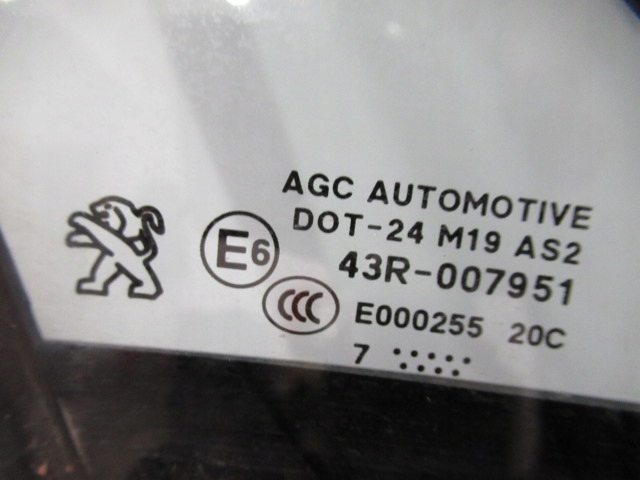 AGC AUTOMOTIVE
DOT-24 M19 AS2
E6 43R-007951
CCC E000255 20C
7